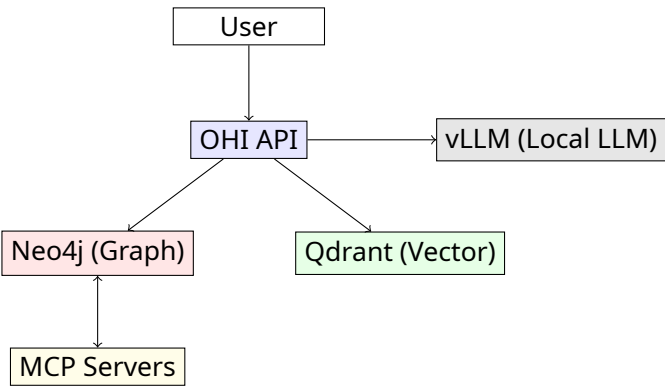 User
OHI API
vLLM (Local LLM)
Neo4j (Graph)
Qdrant (Vector)
MCP Servers